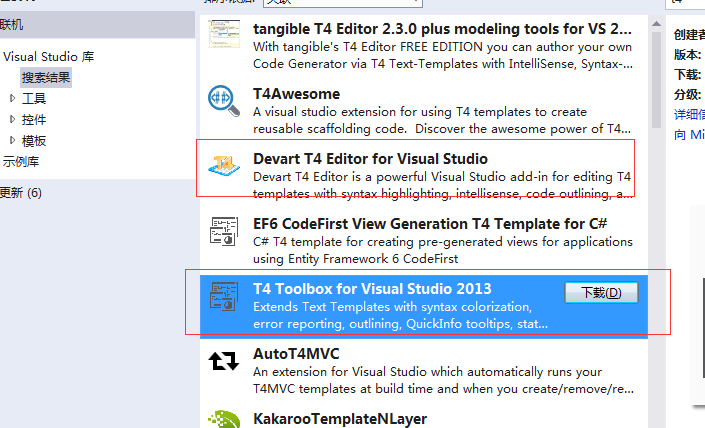 联机
Visual Studio 库
搜索结果
工具
控件
模板
示例库
更新 (6)
tangible T4 Editor 2.3.0 plus modeling tools for VS 2...
With tangible's T4 Editor FREE EDITION you can author your own
Code Generator via T4 Text-Templates with IntelliSense, Syntax-...
T4Awesome
A visual studio extension for using T4 templates to create
reusable scaffolding code. Discover the awesome power of T4...
Devart T4 Editor for Visual Studio
Devart T4 Editor is a powerful Visual Studio add-in for editing T4
templates with syntax highlighting, intellisense, code outlining, a...
EF6 CodeFirst View Generation T4 Template for C#
C# T4 template for creating pre-generated views for applications
using Entity Framework 6 CodeFirst
T4 Toolbox for Visual Studio 2013
下载(D)
Extends Text Templates with syntax colorization,
error reporting, outlining, QuickInfo tooltips, stat...
AutoT4MVC
An extension for Visual Studio which automatically runs your
T4MVC templates at build time and when you create/remove/re...
KakarooTemplateNLayer
创建者
版本:
下载:
分级:
详细信
向 Mi